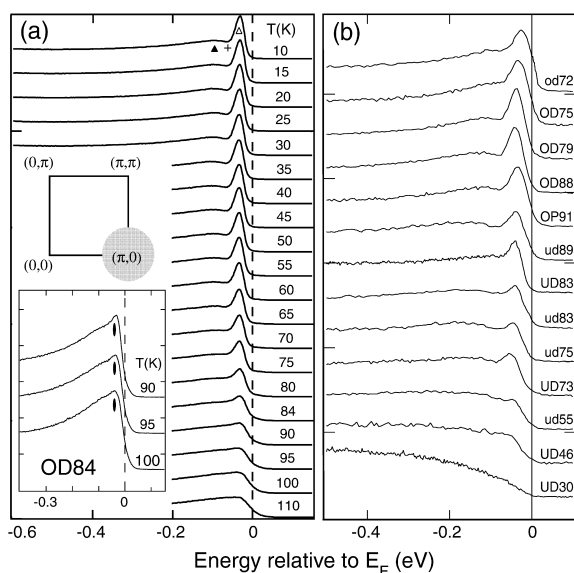 (a)
T(K)
10
15
20
25
30
35
40
45
50
55
60
65
70
75
80
84
90
95
100
110
(0,π) (π,π)
(0,0) (π,0)
T(K)
90
95
100
OD84
-0.3 0
-0.6 -0.4 -0.2 0
(b)
od72
OD75
OD79
OD88
OP91
ud89
UD83
ud83
ud75
UD73
ud55
UD46
UD30
-0.4 -0.2 0
Energy relative to E_F (eV)